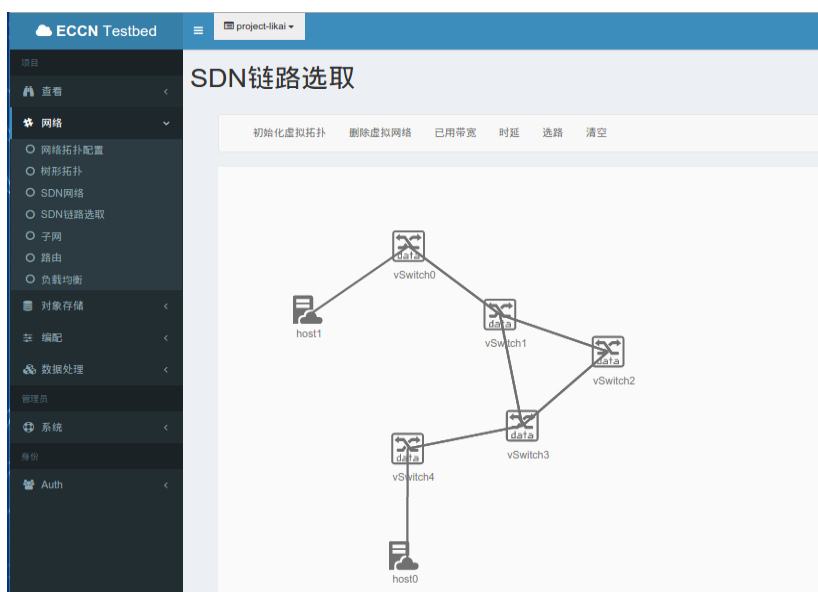 ECCN Testbed
project-likai
项目
查看
网络
网络拓扑配置
树形拓扑
SDN网络
SDN链路选取
子网
路由
负载均衡
对象存储
编配
数据处理
管理员
系统
身份
Auth
SDN链路选取
初始化虚拟拓扑 删除虚拟网络 已用带宽 时延 选路 清空
data
vSwitch0
host1
data
vSwitch1
data
vSwitch2
data
vSwitch3
data
vSwitch4
host0